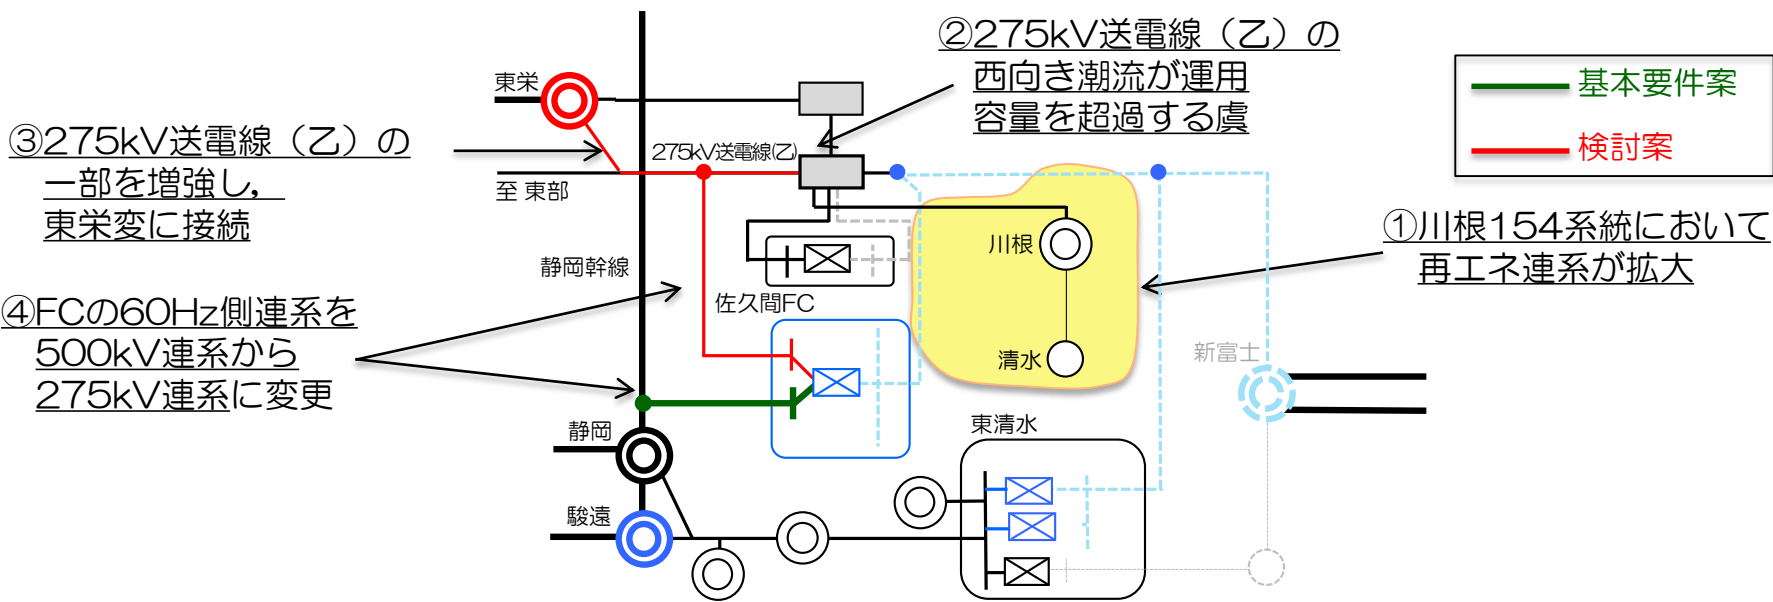 ②275kV送電線（乙）の
西向き潮流が運用
容量を超過する虞
基本要件案
検討案
東栄
③275kV送電線（乙）の
一部を増強し,
東栄変に接続
275kV送電線(乙)
至 東部
①川根154系統において
再エネ連系が拡大
川根
静岡幹線
佐久間FC
④FCの60Hz側連系を
500kV連系から
275kV連系に変更
清水
新富士
静岡
東清水
駿遠